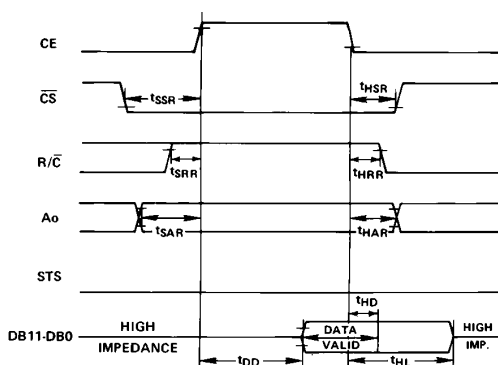 CE
CS
tSSR
tHSR
R/C
tSRR
tHRR
Ao
tSAR
tHAR
STS
tHD
DB11-DB0
HIGH
IMPEDANCE
DATA
VALID
HIGH
IMP.
tDD
tHL